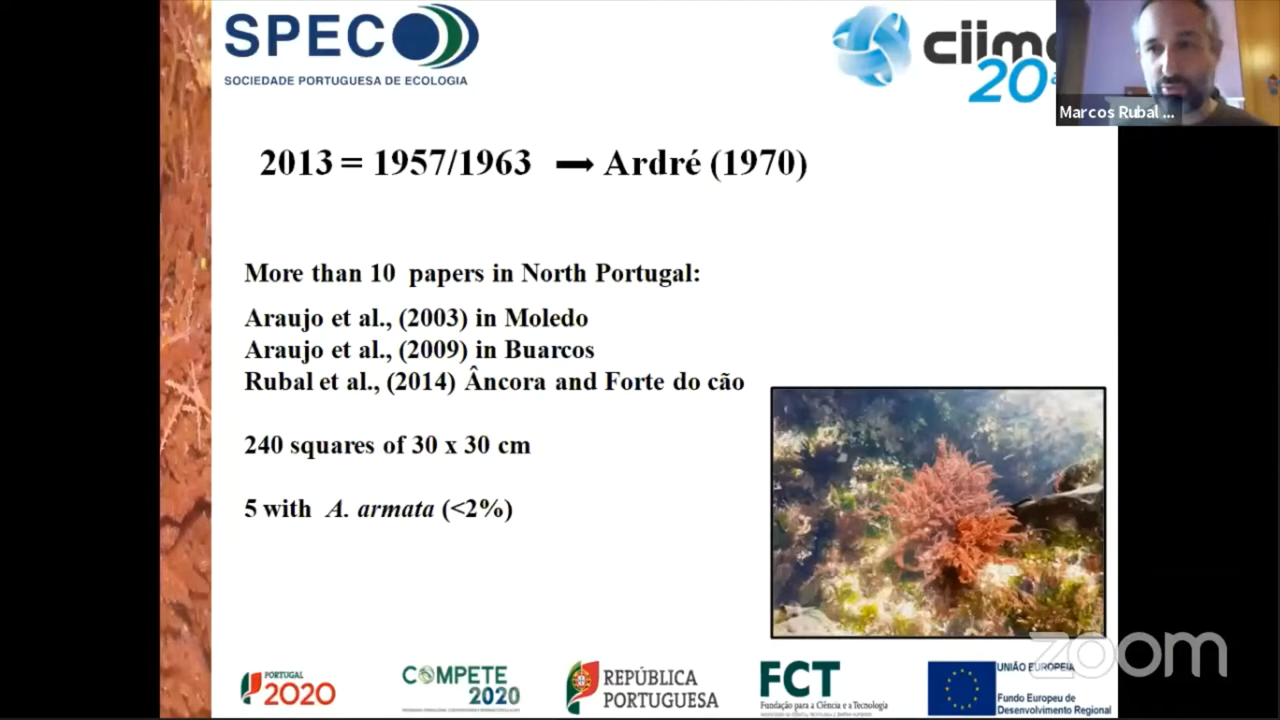 SPECO
SOCIEDADE PORTUGUESA DE ECOLOGIA
ciima
20
Marcos Rubal ...
2013 = 1957/1963 → Ardré (1970)
More than 10 papers in North Portugal:
Araujo et al., (2003) in Moledo
Araujo et al., (2009) in Buarcos
Rubal et al., (2014) Âncora and Forte do cão
240 squares of 30 x 30 cm
5 with A. armata (<2%)
zoom
PORTUGAL
2020
COMPETE
2020
REPÚBLICA
PORTUGUESA
FCT
Fundação para a Ciência e a Tecnologia
UNIÃO EUROPEIA
Fundo Europeu de
Desenvolvimento Regional